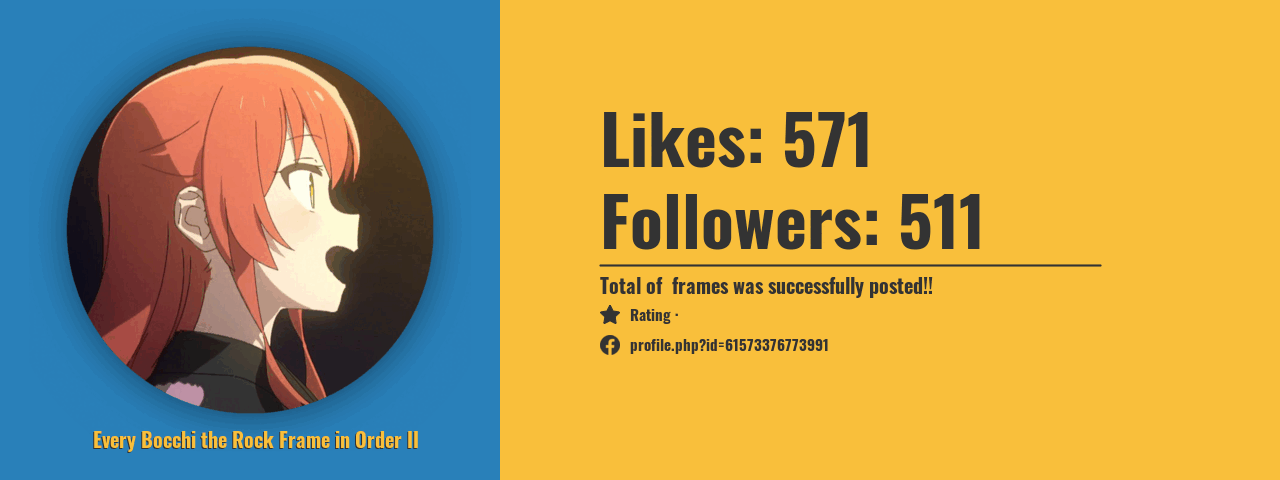 Likes: 571
Followers: 511
Total of  frames was successfully posted!!
Rating ·
profile.php?id=61573376773991
Every Bocchi the Rock Frame in Order II